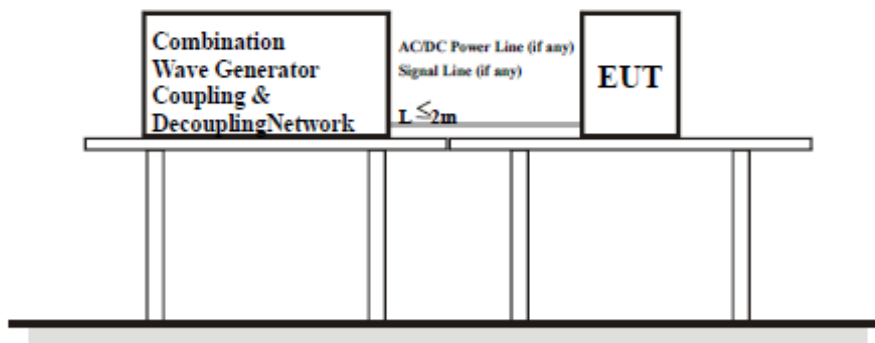 Combination
Wave Generator
Coupling &
DecouplingNetwork
AC/DC Power Line (if any)
Signal Line (if any)
L ≤2m
EUT